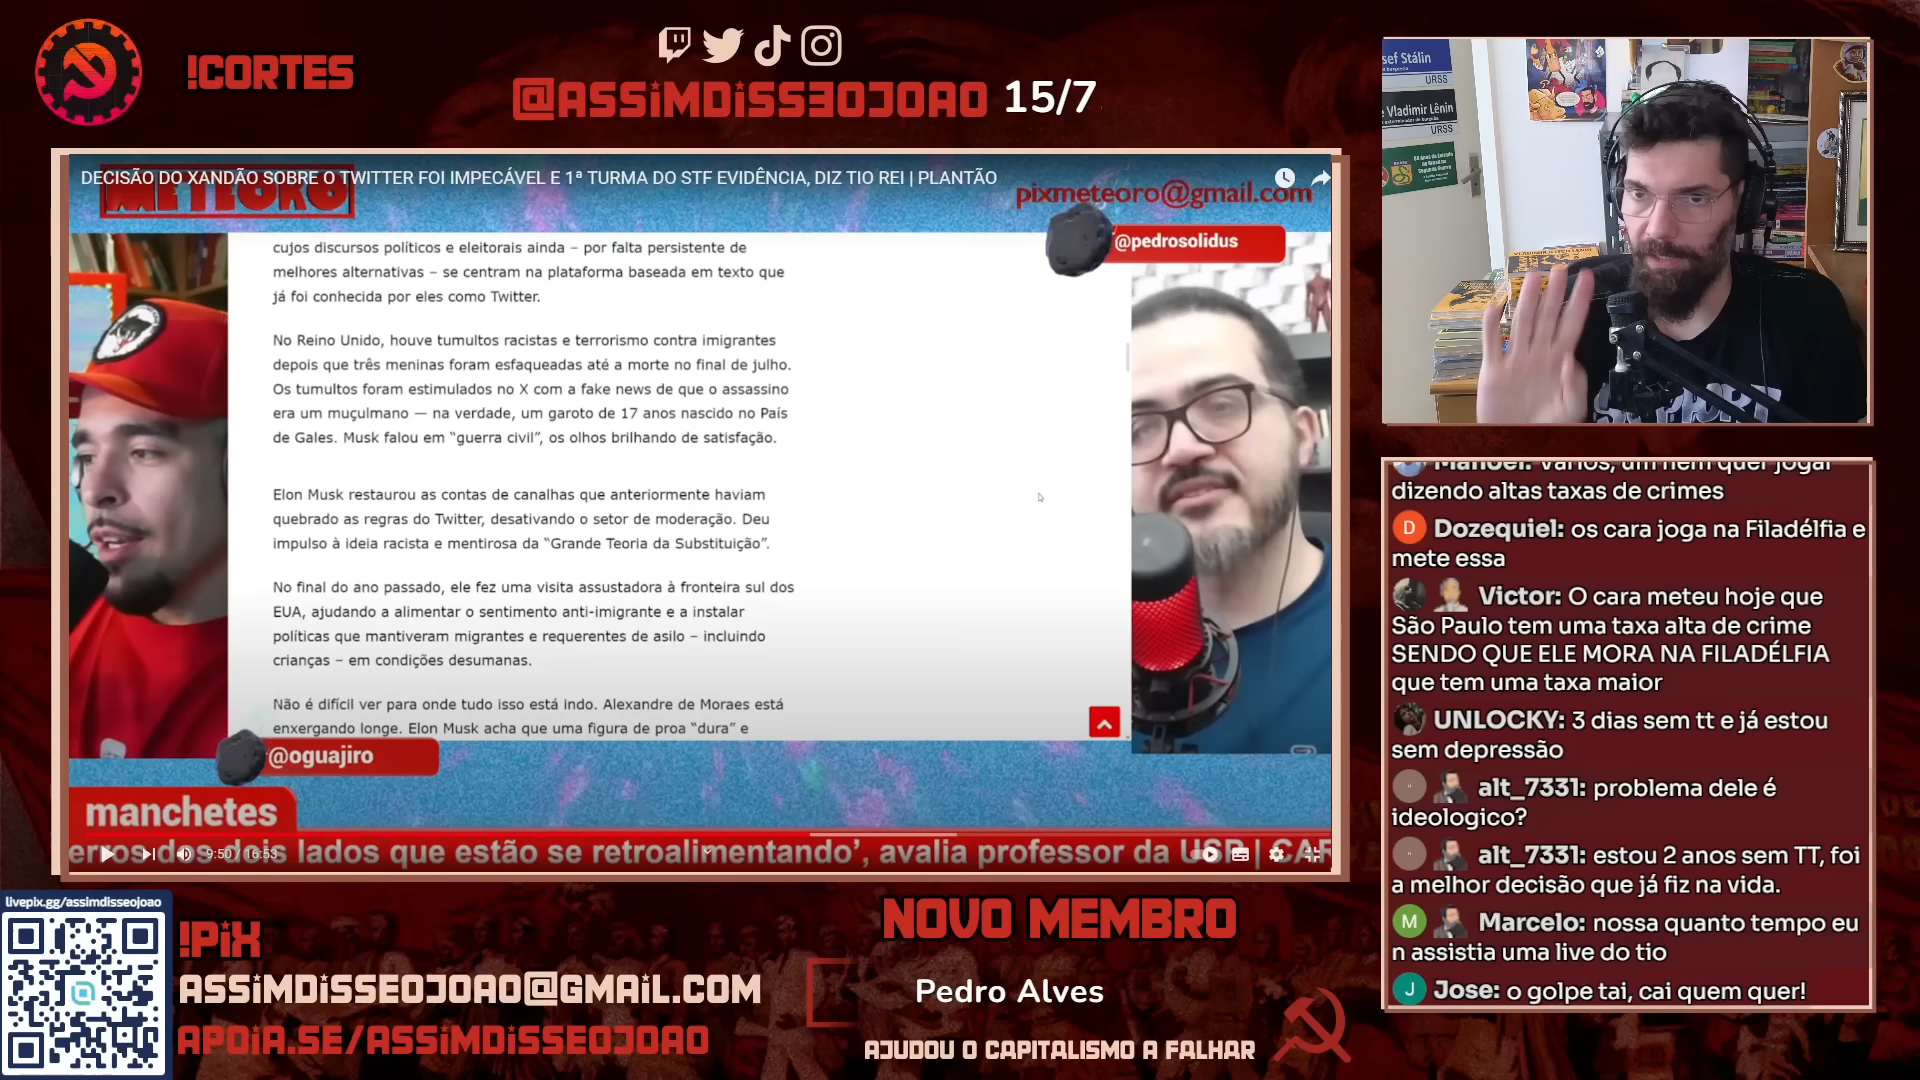 !CORTES
@ASSIMDISSEOJOAO 15/7
DECISÃO DO XANDÃO SOBRE O TWITTER FOI IMPECÁVEL E 1ª TURMA DO STF EVIDÊNCIA, DIZ TIO REI | PLANTÃO
METEORO
pixmeteoro@gmail.com
@pedrosolidus
cujos discursos políticos e eleitorais ainda – por falta persistente de
melhores alternativas – se centram na plataforma baseada em texto que
já foi conhecida por eles como Twitter.
No Reino Unido, houve tumultos racistas e terrorismo contra imigrantes
depois que três meninas foram esfaqueadas até a morte no final de julho.
Os tumultos foram estimulados no X com a fake news de que o assassino
era um muçulmano — na verdade, um garoto de 17 anos nascido no País
de Gales. Musk falou em “guerra civil”, os olhos brilhando de satisfação.
Elon Musk restaurou as contas de canalhas que anteriormente haviam
quebrado as regras do Twitter, desativando o setor de moderação. Deu
impulso à ideia racista e mentirosa da “Grande Teoria da Substituição”.
No final do ano passado, ele fez uma visita assustadora à fronteira sul dos
EUA, ajudando a alimentar o sentimento anti-imigrante e a instalar
políticas que mantiveram migrantes e requerentes de asilo – incluindo
crianças – em condições desumanas.
Não é difícil ver para onde tudo isso está indo. Alexandre de Moraes está
enxergando longe. Elon Musk acha que uma figura de proa “dura” e
@oguajiro
manchetes
dois lados que estão se retroalimentando’, avalia professor da USP |
9:50 / 16:53
sef Stálin
URSS
e Vladimir Lênin
URSS
Manoel: Vários, um nem quer jogar
dizendo altas taxas de crimes
D Dozequiel: os cara joga na Filadélfia e
mete essa
Victor: O cara meteu hoje que
São Paulo tem uma taxa alta de crime
SENDO QUE ELE MORA NA FILADÉLFIA
que tem uma taxa maior
UNLOCKY: 3 dias sem tt e já estou
sem depressão
alt_7331: problema dele é
ideologico?
alt_7331: estou 2 anos sem TT, foi
a melhor decisão que já fiz na vida.
M Marcelo: nossa quanto tempo eu
n assistia uma live do tio
J Jose: o golpe tai, cai quem quer!
livepix.gg/assimdisseojoao
!PIX
ASSIMDISSEOJOAO@GMAIL.COM
APOIA.SE/ASSIMDISSEOJOAO
NOVO MEMBRO
Pedro Alves
AJUDOU O CAPITALISMO A FALHAR